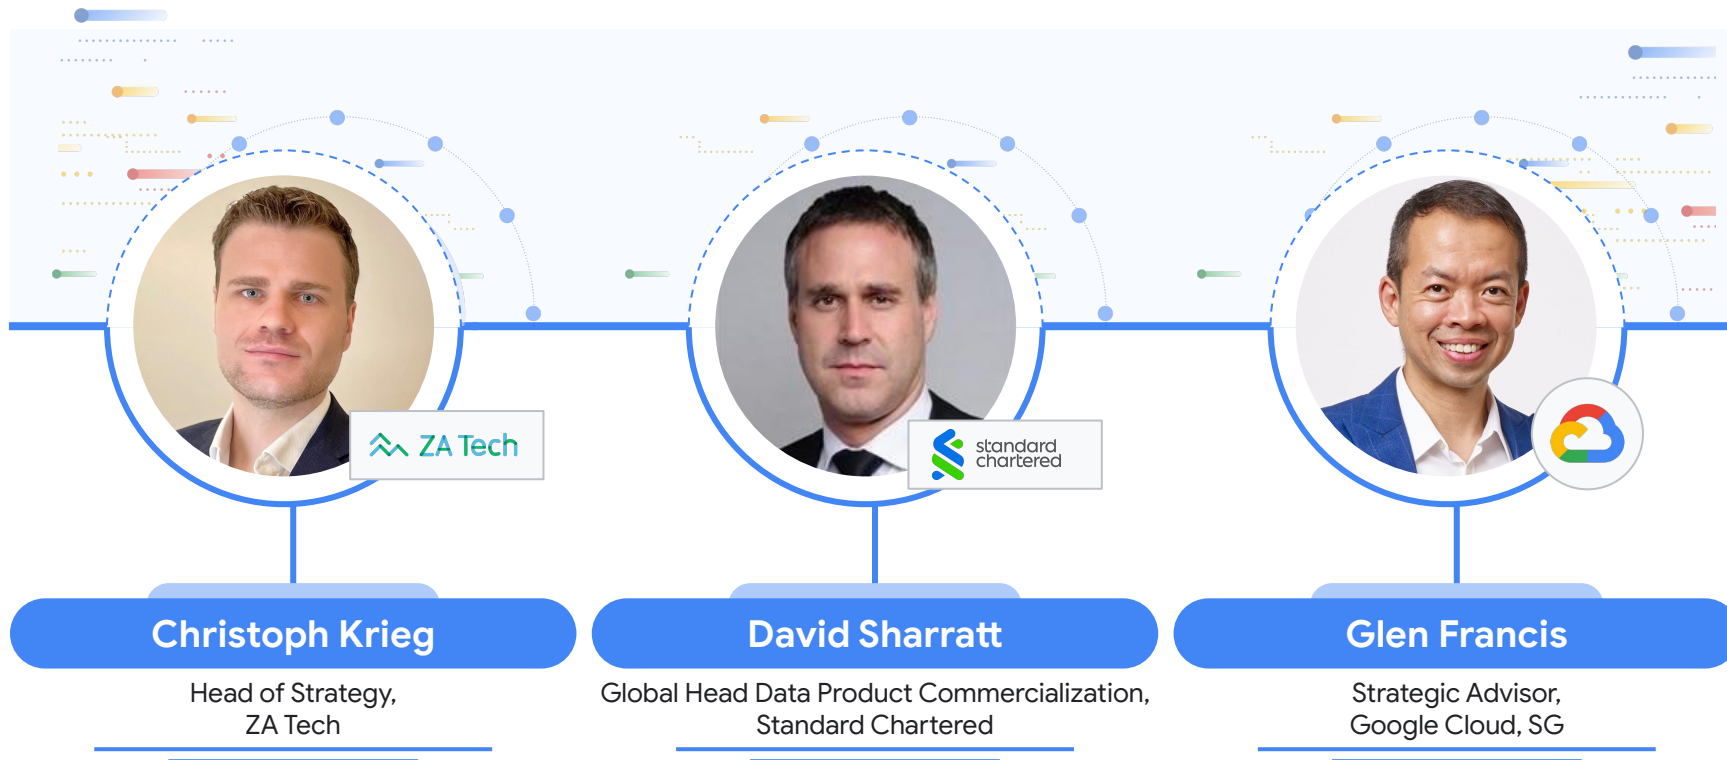 ZA Tech
standard
chartered
Christoph Krieg
Head of Strategy,
ZA Tech
David Sharratt
Global Head Data Product Commercialization,
Standard Chartered
Glen Francis
Strategic Advisor,
Google Cloud, SG